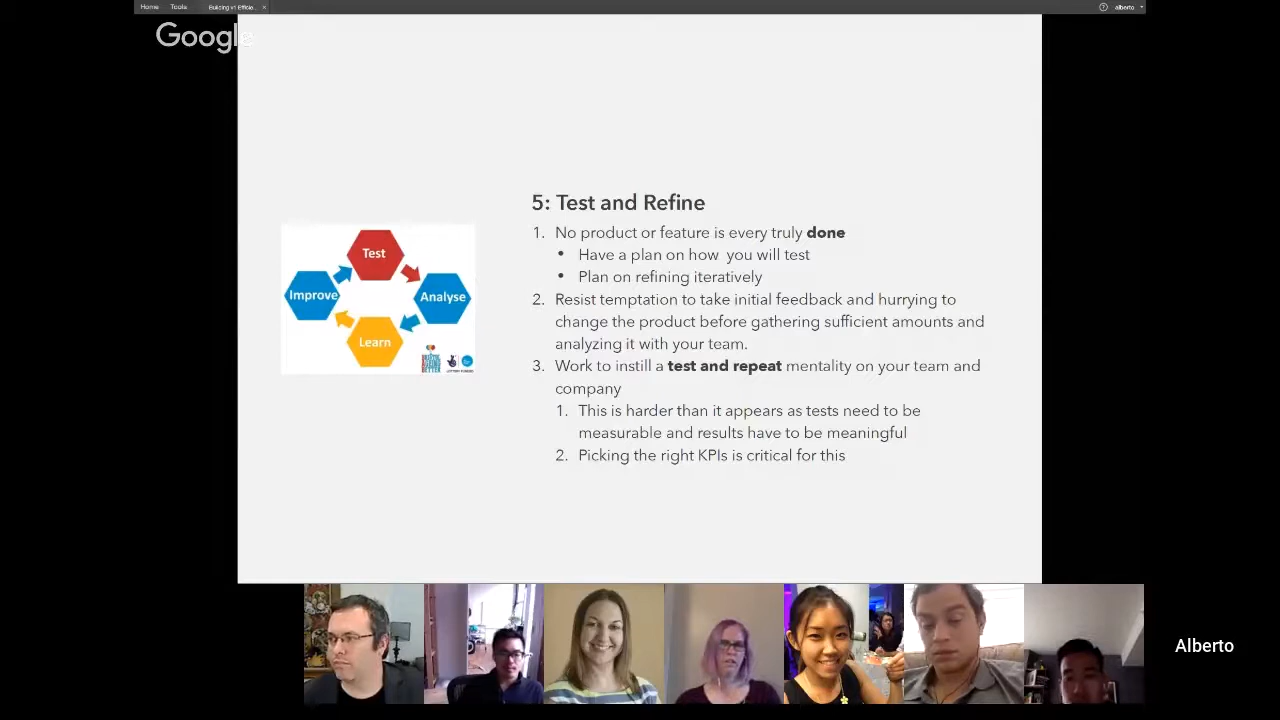 Home Tools Building v1 Efficie... × ? alberto
Google
5: Test and Refine
1. No product or feature is every truly done
• Have a plan on how you will test
• Plan on refining iteratively
2. Resist temptation to take initial feedback and hurrying to
change the product before gathering sufficient amounts and
analyzing it with your team.
3. Work to instill a test and repeat mentality on your team and
company
1. This is harder than it appears as tests need to be
measurable and results have to be meaningful
2. Picking the right KPIs is critical for this
Test
Improve
Analyse
Learn
LOTTERY FUNDED
Alberto